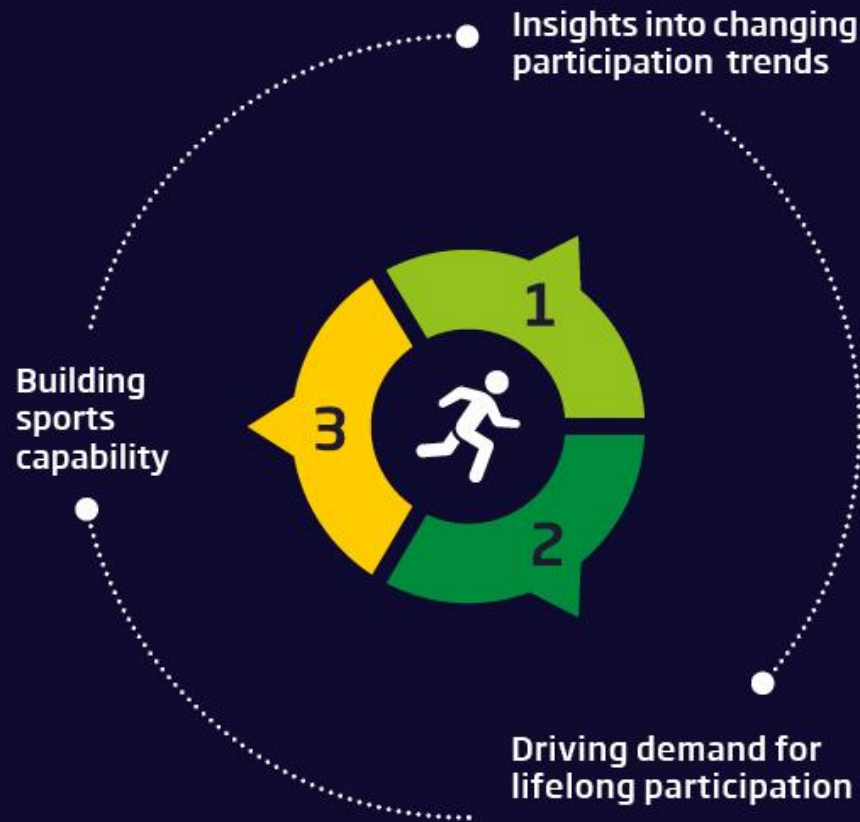 Insights into changing
participation trends
1
Building
sports
capability
3
2
Driving demand for
lifelong participation